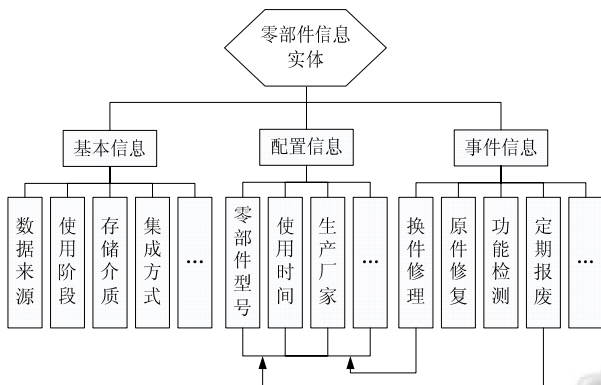 零部件信息
实体
基本信息
配置信息
事件信息
数据来源
使用阶段
存储介质
集成方式
...
零部件型号
使用时间
生产厂家
...
换件修理
原件修复
功能检测
定期报废
...